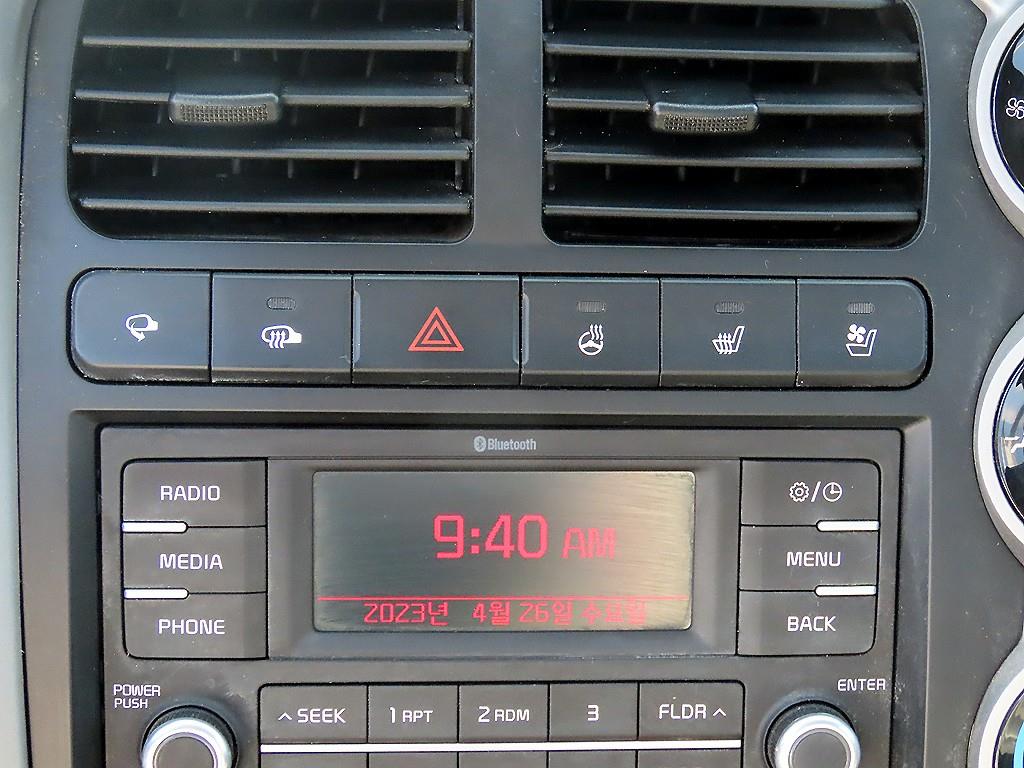 Bluetooth
RADIO
MEDIA
PHONE
9:40 AM
2023년 4월 26일 수요일
/
MENU
BACK
POWER
PUSH
ENTER
^ SEEK
1 RPT
2 RDM
3
FLDR ^